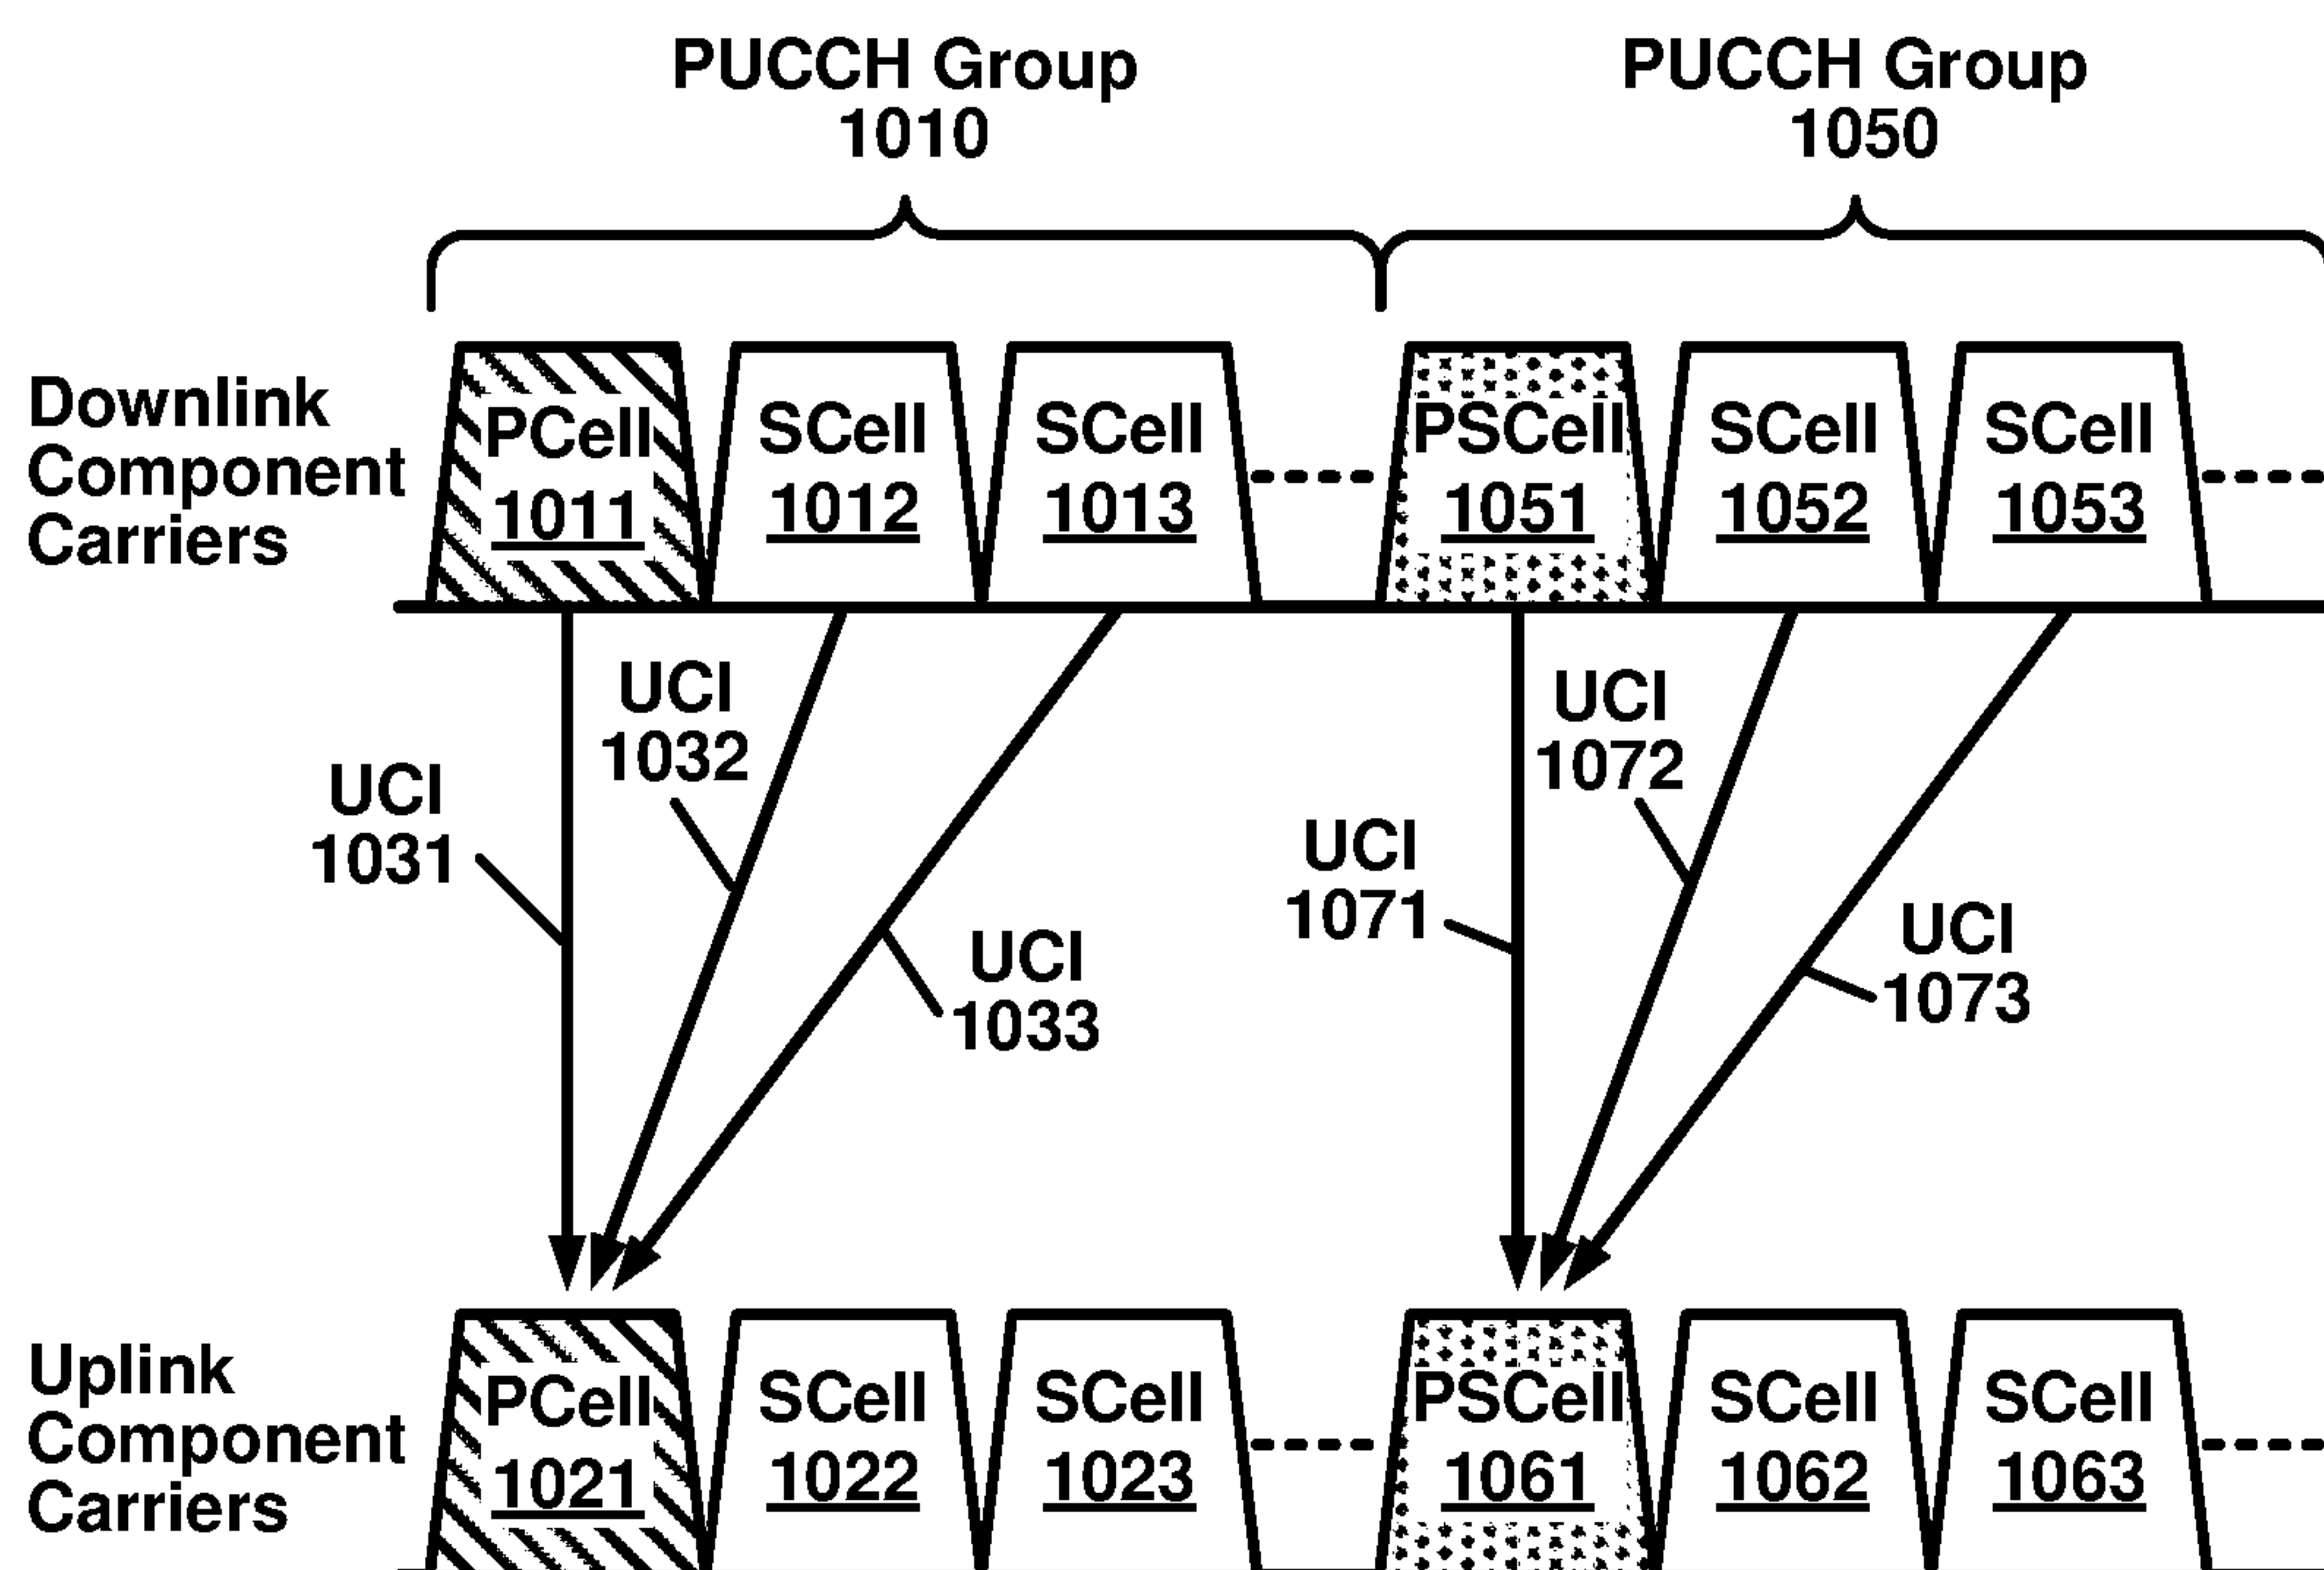 PUCCH Group
1010
PUCCH Group
1050
Downlink
Component
Carriers
PCell
1011
SCell
1012
SCell
1013
PSCell
1051
SCell
1052
SCell
1053
UCI
1031
UCI
1032
UCI
1033
UCI
1071
UCI
1072
UCI
1073
Uplink
Component
Carriers
PCell
1021
SCell
1022
SCell
1023
PSCell
1061
SCell
1062
SCell
1063